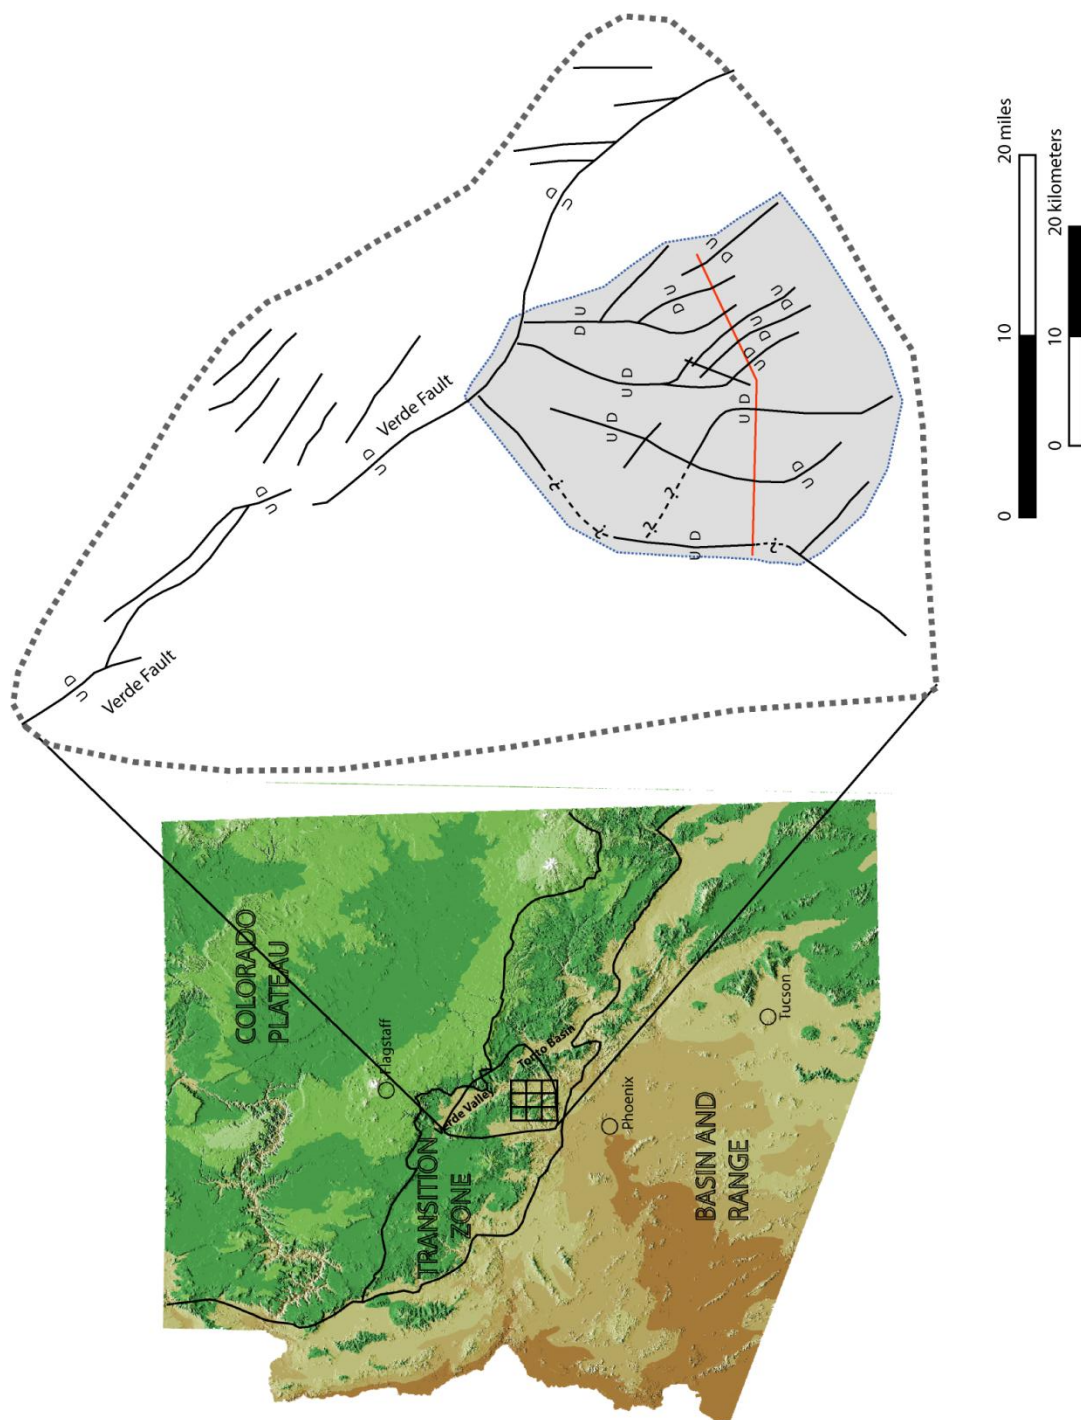 COLORADO
PLATEAU
Flagstaff
TRANSITION
ZONE
Verde Valley
Tonto Basin
Phoenix
Tucson
BASIN AND
RANGE
U D
Verde Fault
U D
U D
Verde Fault
D
U
D U
D U
U
D
U D
U D
U D
U D
U D
U D
U D
U D
?
?
?
?
?
0 10 20 miles
0 10 20 kilometers